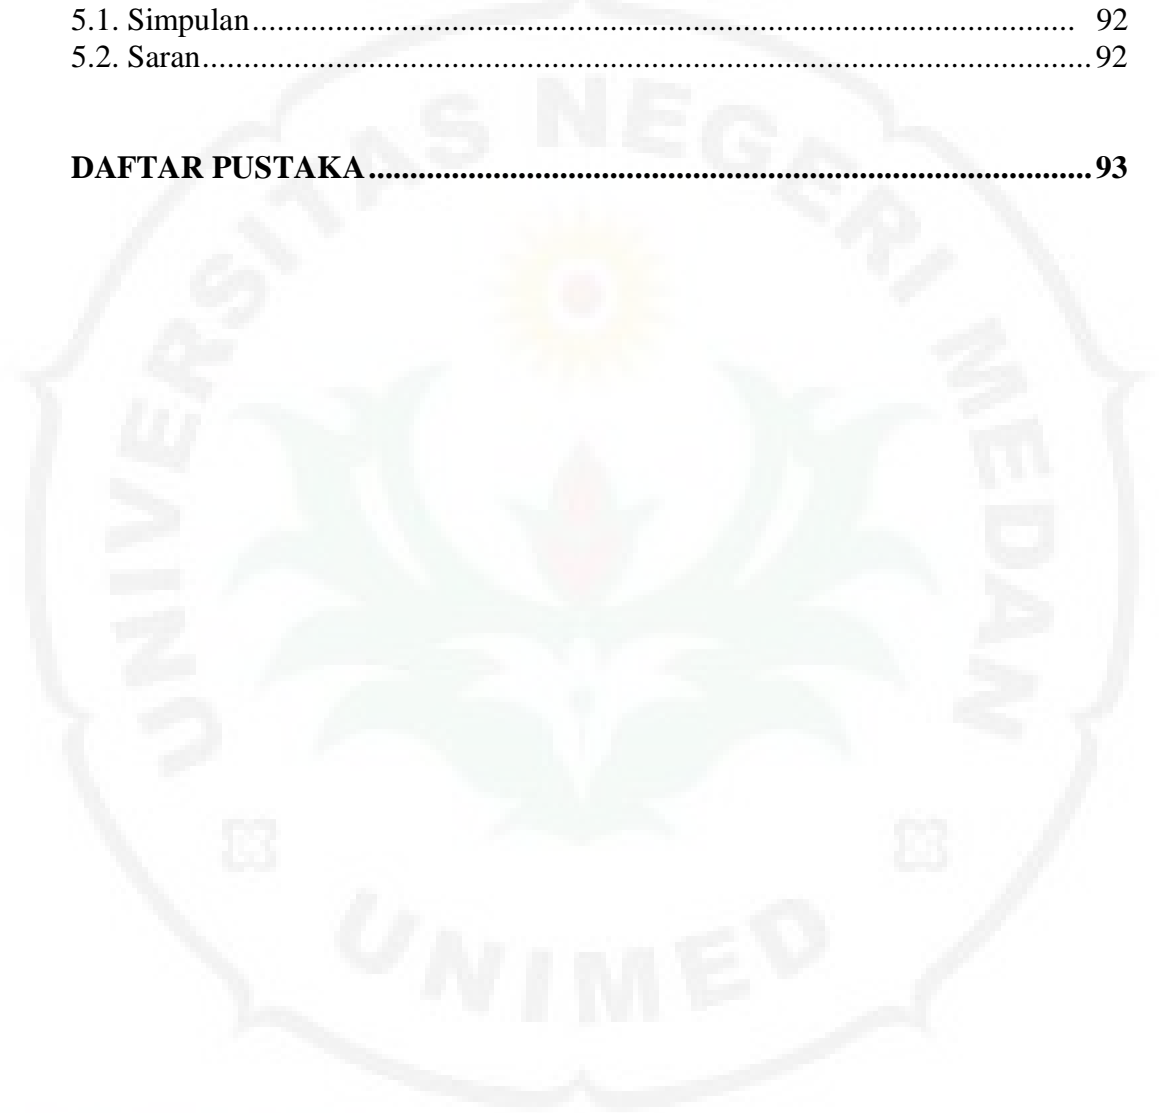 5.1. Simpulan....................................................................................... 92
5.2. Saran.............................................................................................. 92
DAFTAR PUSTAKA........................................................................................ 93
UNIVERSITAS NEGERI MEDAN
UNIMED